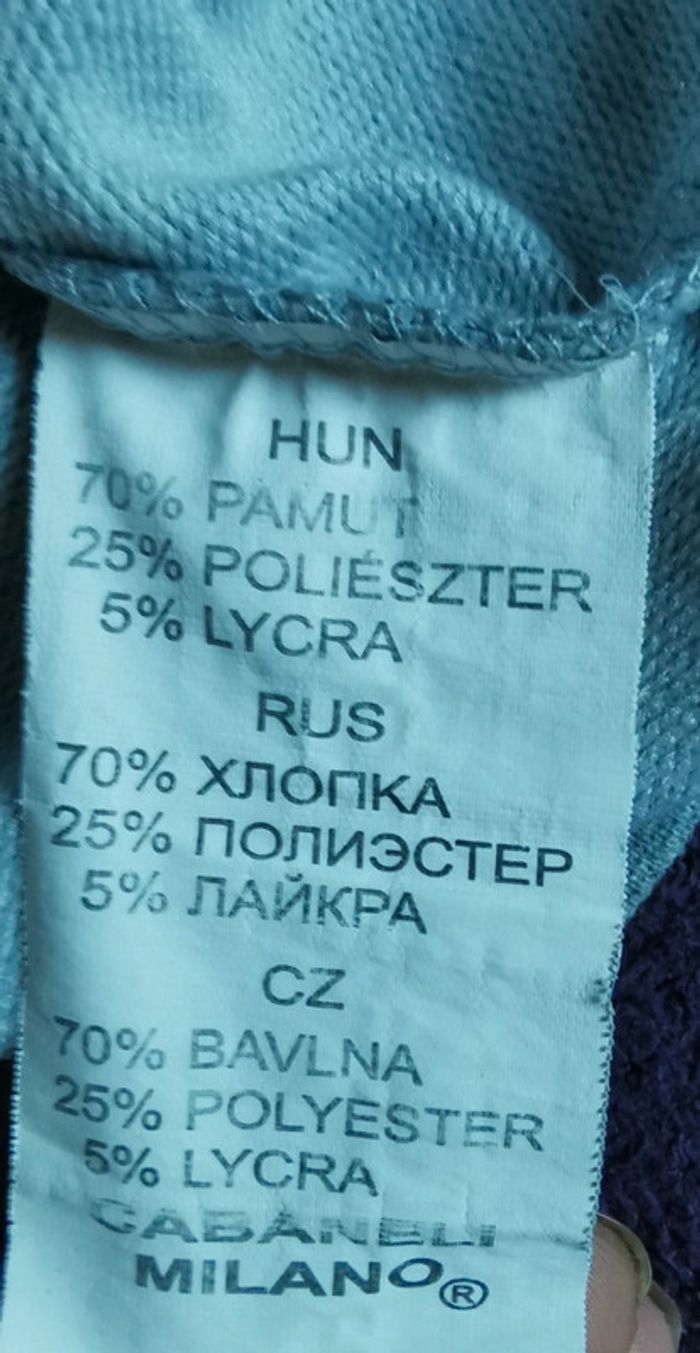 HUN
70% PAMUT
25% POLIÉSZTER
5% LYCRA
RUS
70% ХЛОПКА
25% ПОЛИЭСТЕР
5% ЛАЙКРА
CZ
70% BAVLNA
25% POLYESTER
5% LYCRA
CABANELI
MILANO®